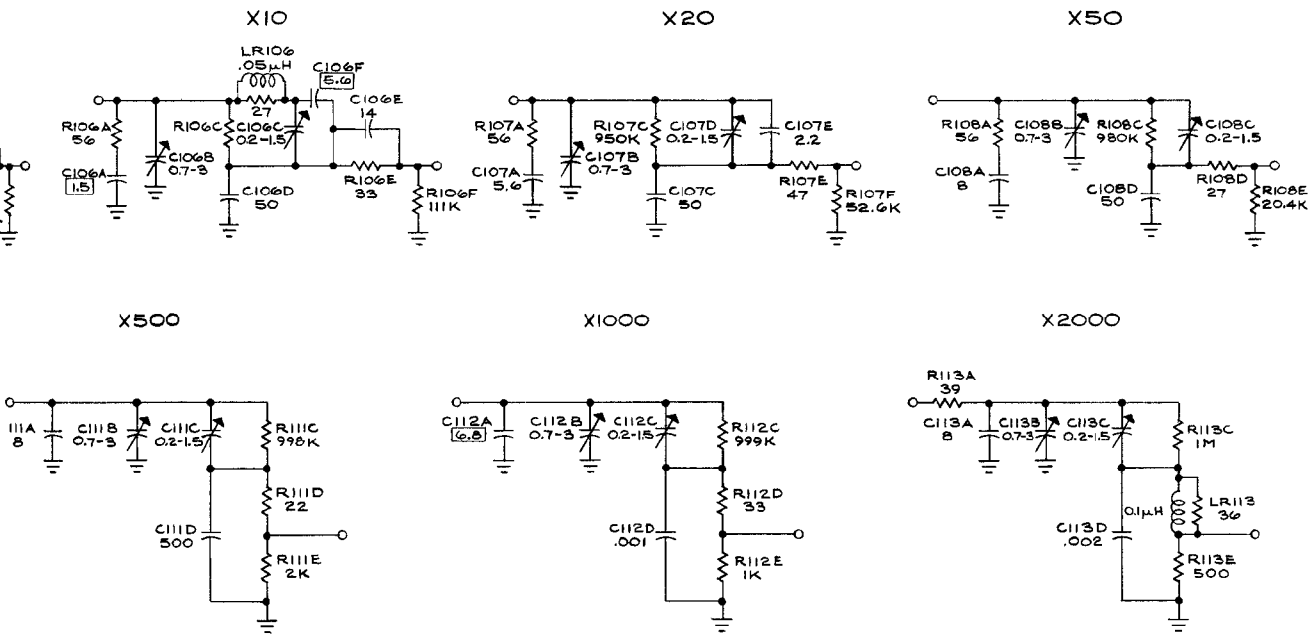 X10
LR106
.05µH
27
C106F
5.6
C106E
14
R106A
56
C106A
1.5
C106B
0.7-3
R106C
C106C
0.2-1.5
C106D
50
R106E
33
R106F
111K
X20
R107A
56
C107A
5.6
C107B
0.7-3
R107C
950K
C107D
0.2-1.5
C107E
2.2
C107C
50
R107E
47
R107F
52.6K
X50
R108A
56
C108A
8
C108B
0.7-3
R108C
980K
C108C
0.2-1.5
C108D
50
R108D
27
R108E
20.4K
X500
111A
8
C111B
0.7-3
C111C
0.2-1.5
R111C
998K
R111D
22
C111D
500
R111E
2K
X1000
C112A
6.8
C112B
0.7-3
C112C
0.2-1.5
R112C
999K
R112D
33
C112D
.001
R112E
1K
X2000
R113A
39
C113A
8
C113B
0.7-3
C113C
0.2-1.5
R113C
1M
0.1µH
LR113
36
C113D
.002
R113E
500